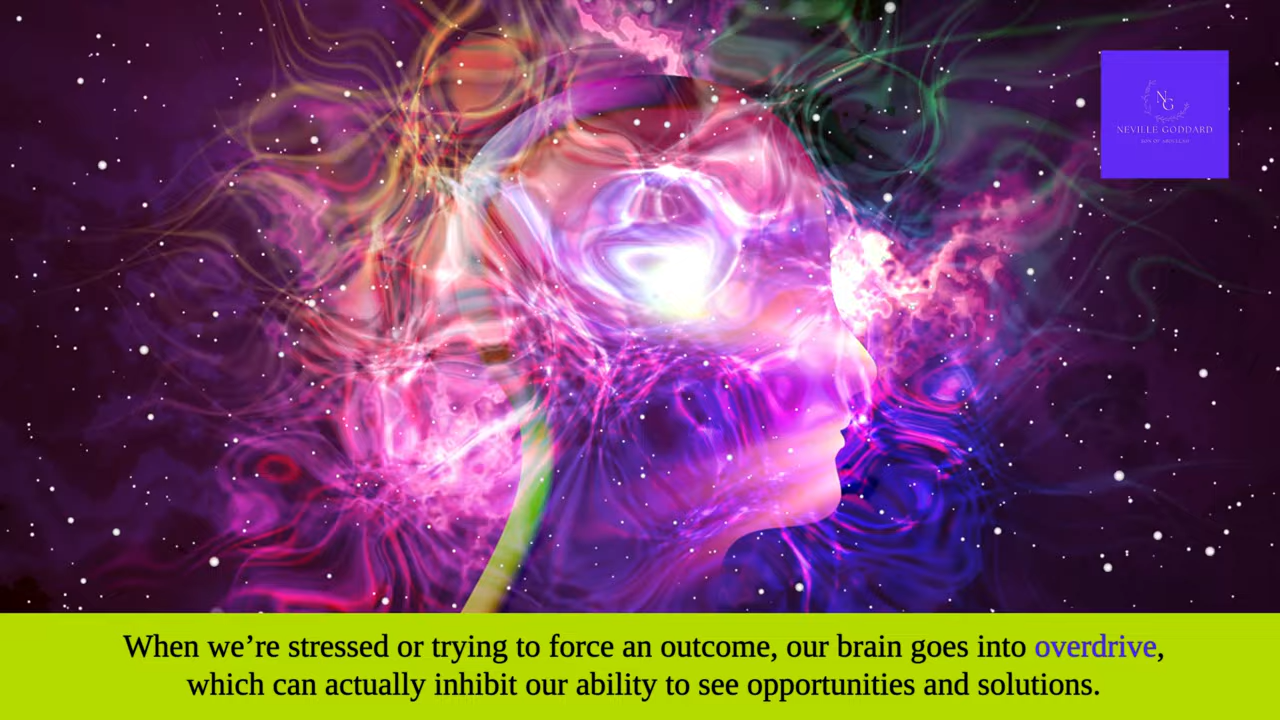 NG
NEVILLE GODDARD
When we’re stressed or trying to force an outcome, our brain goes into overdrive,
which can actually inhibit our ability to see opportunities and solutions.